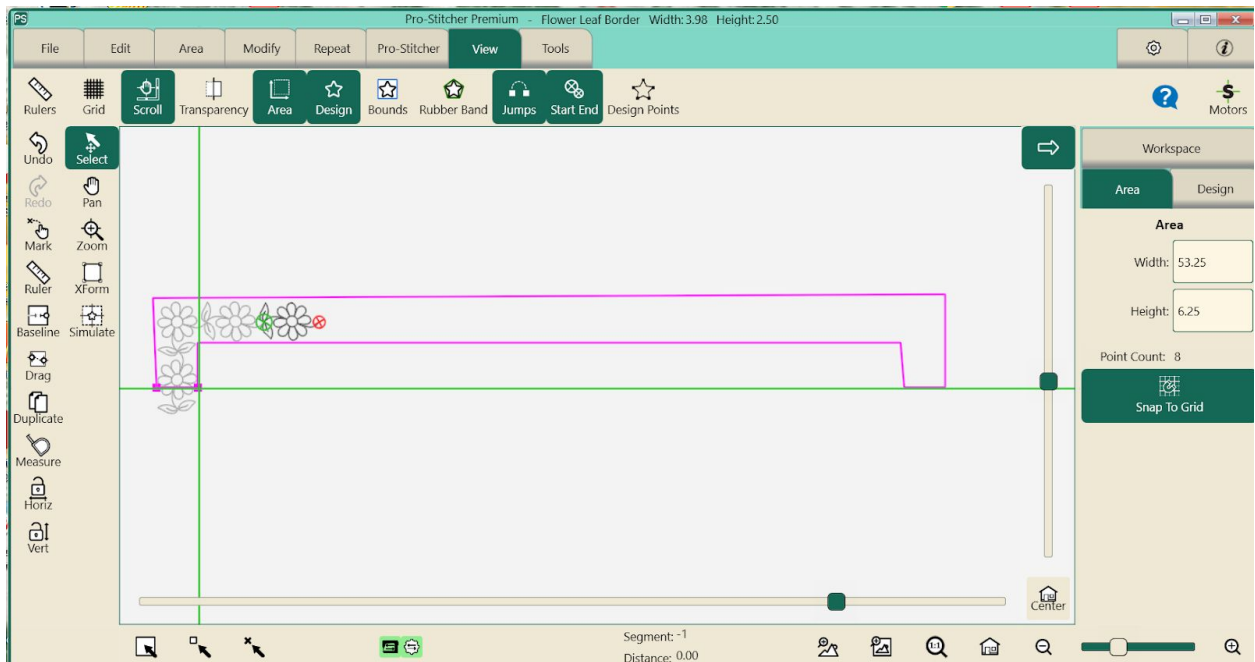 PS Pro-Stitcher Premium - Flower Leaf Border Width: 3.98 Height: 2.50
File Edit Area Modify Repeat Pro-Stitcher View Tools
Rulers Grid Scroll Transparency Area Design Bounds Rubber Band Jumps Start End Design Points
S
Motors
Undo Select
Redo Pan
Mark Zoom
Ruler XForm
Baseline Simulate
Drag
Duplicate
Measure
Horiz
Vert
Workspace
Area Design
Area
Width: 53.25
Height: 6.25
Point Count: 8
Snap To Grid
Center
Segment: -1
Distance: 0.00
1:1